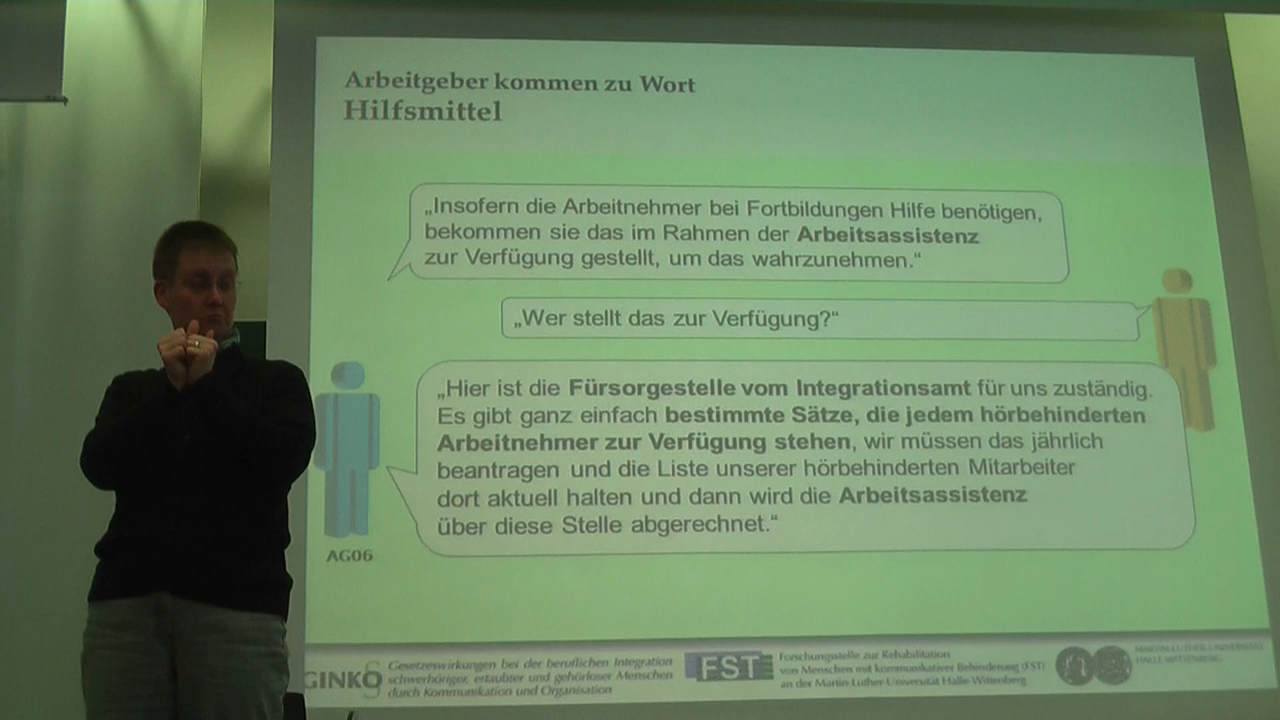 Arbeitgeber kommen zu Wort
Hilfsmittel
„Insofern die Arbeitnehmer bei Fortbildungen Hilfe benötigen,
bekommen sie das im Rahmen der Arbeitsassistenz
zur Verfügung gestellt, um das wahrzunehmen.“
„Wer stellt das zur Verfügung?“
„Hier ist die Fürsorgestelle vom Integrationsamt für uns zuständig.
Es gibt ganz einfach bestimmte Sätze, die jedem hörbehinderten
Arbeitnehmer zur Verfügung stehen, wir müssen das jährlich
beantragen und die Liste unserer hörbehinderten Mitarbeiter
dort aktuell halten und dann wird die Arbeitsassistenz
über diese Stelle abgerechnet.“
AG06
GINKO
Gesetzeswirkungen bei der beruflichen Integration
schwerhöriger, ertaubter und gehörloser Menschen
durch Kommunikation und Organisation
FST
Forschungsstelle zur Rehabilitation
von Menschen mit kommunikativer Behinderung (FST)
an der Martin-Luther-Universität Halle-Wittenberg
MARTIN-LUTHER-UNIVERSITÄT
HALLE-WITTENBERG